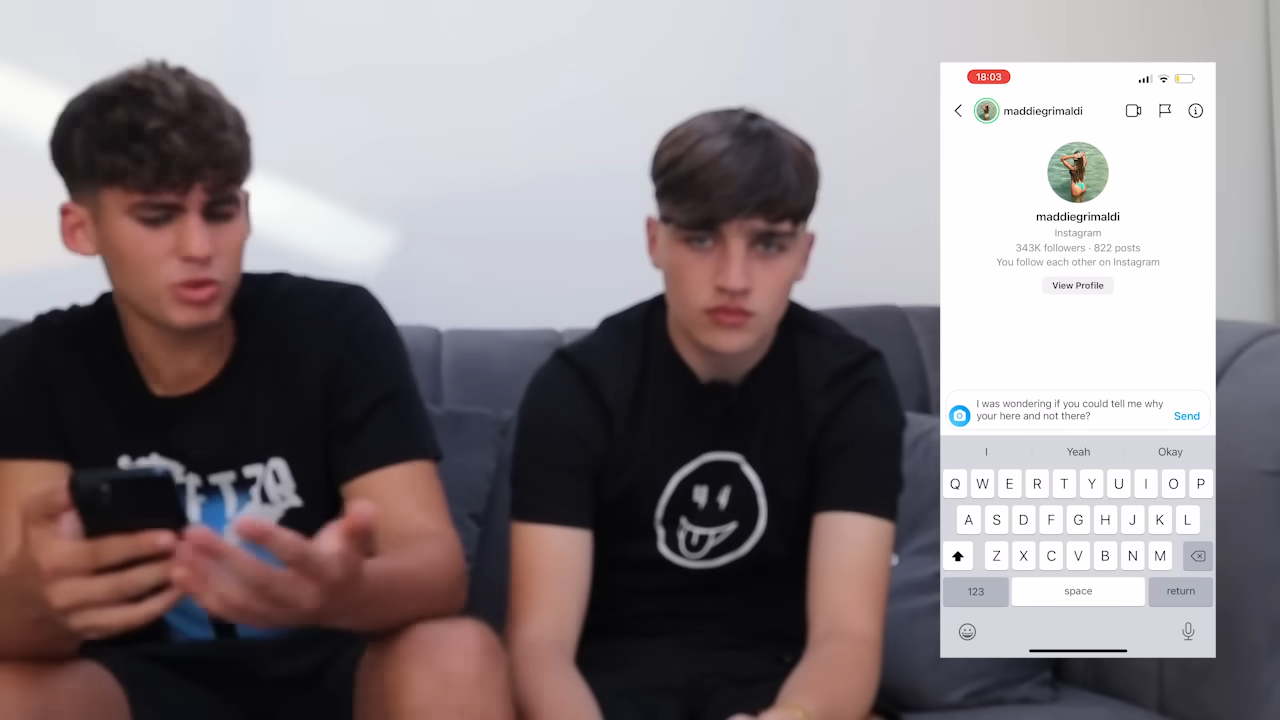 18:03
maddiegrimaldi
maddiegrimaldi
Instagram
343K followers · 822 posts
You follow each other on Instagram
View Profile
I was wondering if you could tell me why
your here and not there?
Send
I Yeah Okay
Q W E R T Y U I O P
A S D F G H J K L
Z X C V B N M
123 space return